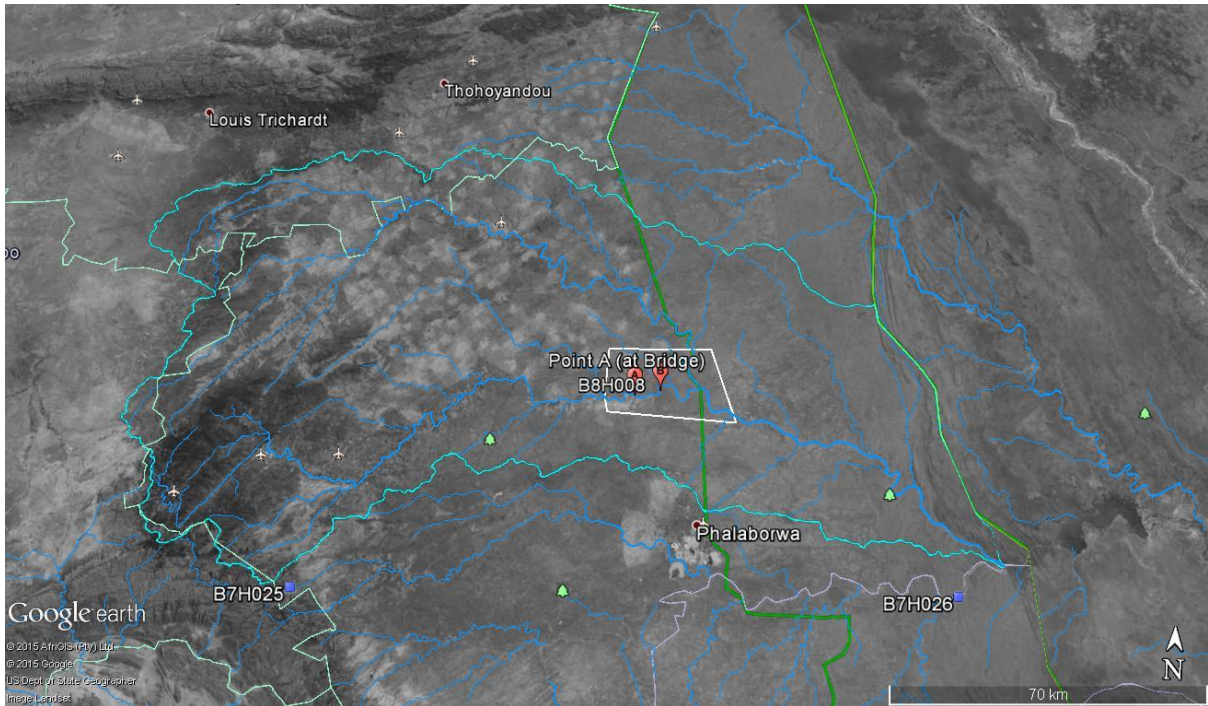 Thohoyandou
Louis Trichardt
oo
Point A (at Bridge)
A
B
B8H008
Phalaborwa
B7H025
B7H026
Google earth
© 2015 AfriGIS (Pty) Ltd.
© 2015 Google
US Dept of State Geographer
Image Landsat
N
70 km